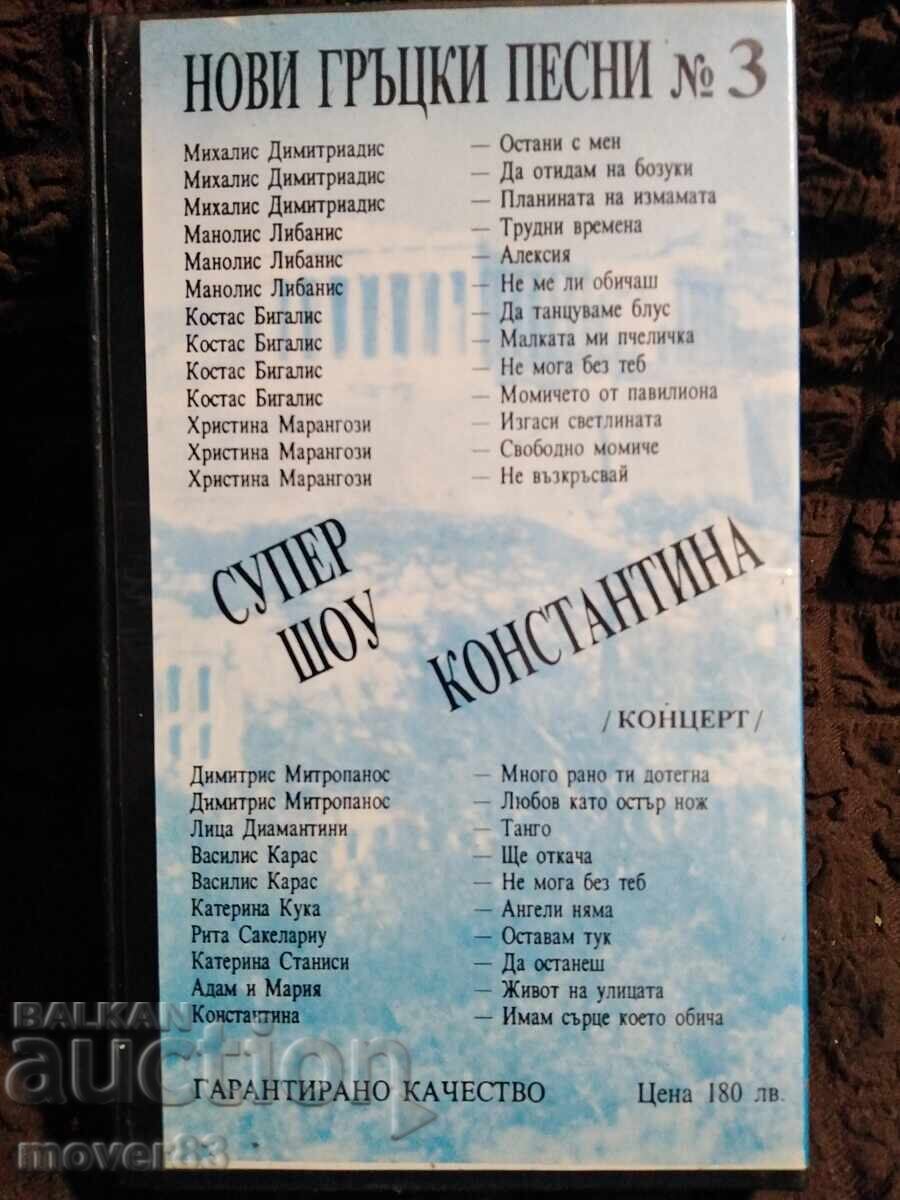 НОВИ ГРЪЦКИ ПЕСНИ № 3
Михалис Димитриадис – Остани с мен
Михалис Димитриадис – Да отидам на бозуки
Михалис Димитриадис – Планината на измамата
Манолис Либанис – Трудни времена
Манолис Либанис – Алексия
Манолис Либанис – Не ме ли обичаш
Костас Бигалис – Да танцуваме блус
Костас Бигалис – Малката ми пчеличка
Костас Бигалис – Не мога без теб
Костас Бигалис – Момичето от павилиона
Христина Марангози – Изгаси светлината
Христина Марангози – Свободно момиче
Христина Марангози – Не възкръсвай
СУПЕР
ШОУ
КОНСТАНТИНА
/КОНЦЕРТ/
Димитрис Митропанос – Много рано ти дотегна
Димитрис Митропанос – Любов като остър нож
Лица Диамантини – Танго
Василис Карас – Ще откача
Василис Карас – Не мога без теб
Катерина Кука – Ангели няма
Рита Сакелариу – Оставам тук
Катерина Станиси – Да останеш
Адам и Мария – Живот на улицата
Константина – Имам сърце което обича
BALKAN
auction
ГАРАНТИРАНО КАЧЕСТВО Цена 180 лв.
mover83